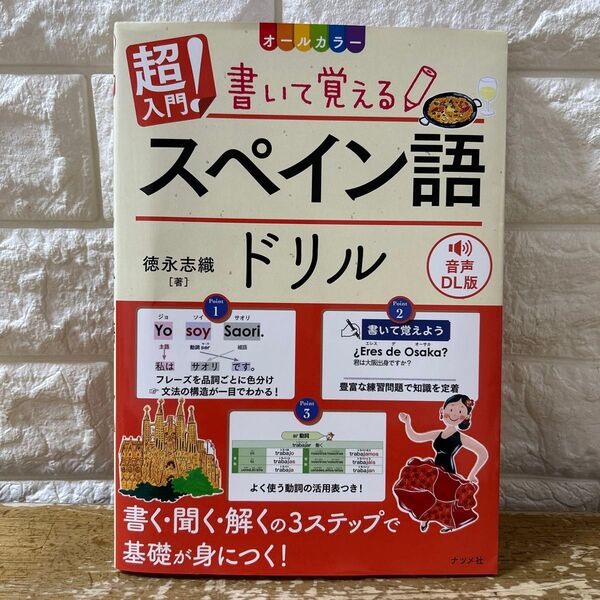 オールカラー
超入門!
書いて覚える
スペイン語
ドリル
徳永志織
[著]
音声
DL版
Point
1
ジョ ソイ サオリ
Yo soy Saori.
主語 動詞 ser 補語
私は サオリ です。
フレーズを品詞ごとに色分け
☞ 文法の構造が一目でわかる!
Point
2
書いて覚えよう
エレス デ オーサカ
¿Eres de Osaka?
君は大阪出身ですか?
豊富な練習問題で知識を定着
Point
3
ar 動詞
trabajar 働く
trabajo
trabajamos
trabajas
trabajáis
trabaja
trabajan
よく使う動詞の活用表つき!
書く・聞く・解くの3ステップで
基礎が身につく!
ナツメ社